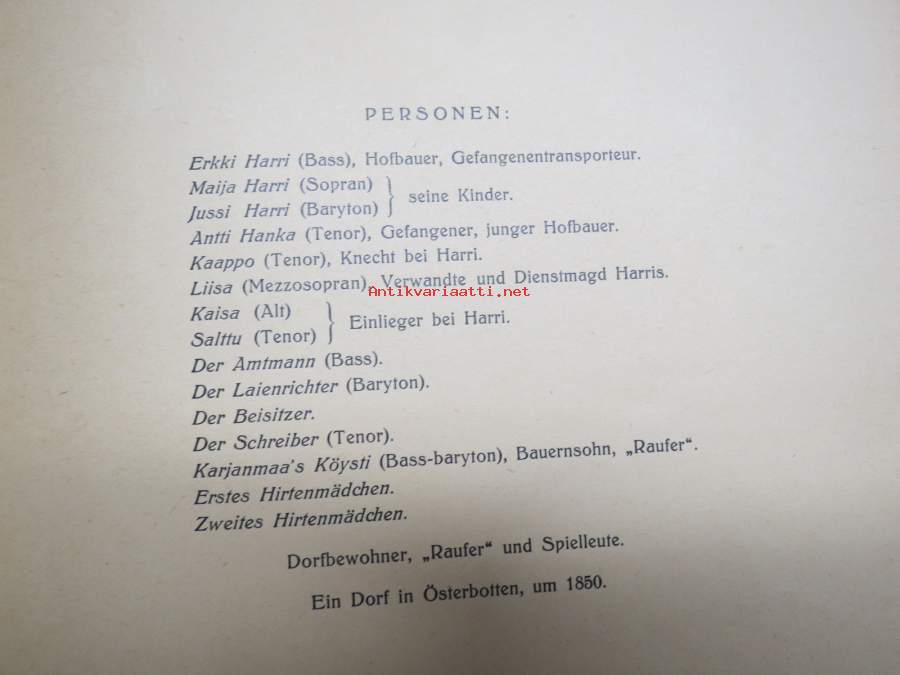 PERSONEN:
Erkki Harri (Bass), Hofbauer, Gefangenentransporteur.
Maija Harri (Sopran)
Jussi Harri (Baryton) } seine Kinder.
Antti Hanka (Tenor), Gefangener, junger Hofbauer.
Kaappo (Tenor), Knecht bei Harri.
Liisa (Mezzosopran), Verwandte und Dienstmagd Harris.
Antikvariaatti.net
Kaisa (Alt)
Salttu (Tenor) } Einlieger bei Harri.
Der Amtmann (Bass).
Der Laienrichter (Baryton).
Der Beisitzer.
Der Schreiber (Tenor).
Karjanmaa's Köysti (Bass-baryton), Bauernsohn, „Raufer“.
Erstes Hirtenmädchen.
Zweites Hirtenmädchen.
Dorfbewohner, „Raufer“ und Spielleute.
Ein Dorf in Österbotten, um 1850.